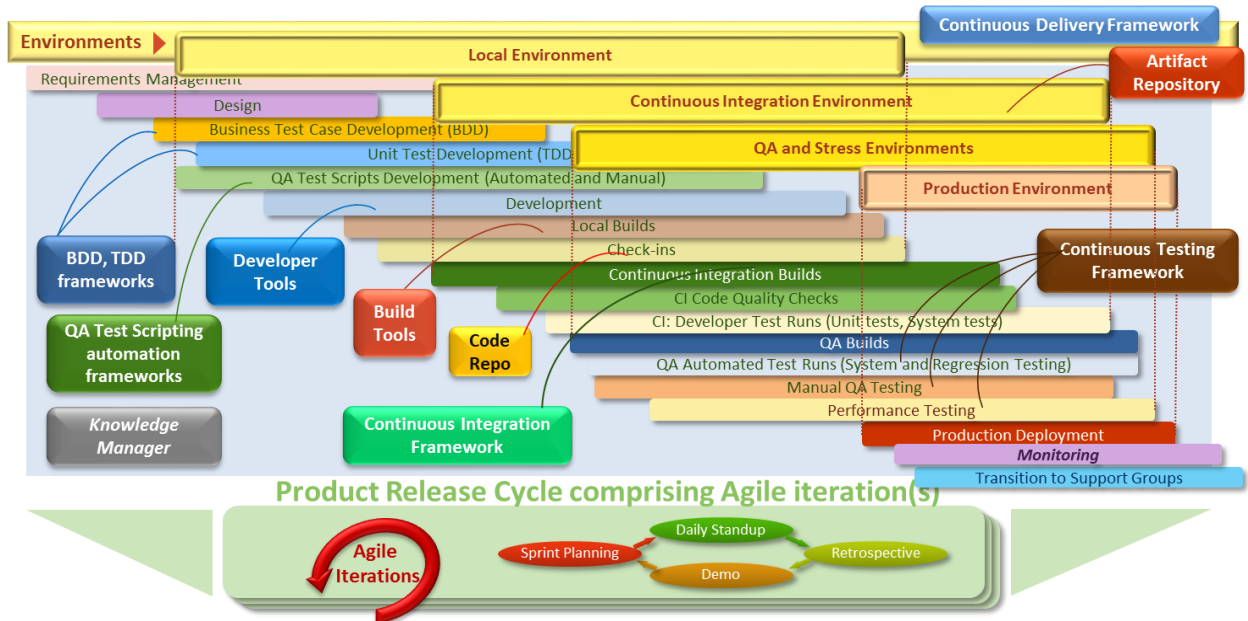 Continuous Delivery Framework
Environments
Local Environment
Artifact
Repository
Requirements Management
Continuous Integration Environment
Design
Business Test Case Development (BDD)
QA and Stress Environments
Unit Test Development (TDD
QA Test Scripts Development (Automated and Manual)
Production Environment
Development
Local Builds
BDD, TDD
frameworks
Developer
Tools
Check-ins
Continuous Testing
Framework
Continuous Integration Builds
Build
Tools
CI Code Quality Checks
QA Test Scripting
automation
frameworks
CI: Developer Test Runs (Unit tests, System tests)
Code
Repo
QA Builds
QA Automated Test Runs (System and Regression Testing)
Manual QA Testing
Knowledge
Manager
Continuous Integration
Framework
Performance Testing
Production Deployment
Monitoring
Transition to Support Groups
Product Release Cycle comprising Agile iteration(s)
Agile
Iterations
Daily Standup
Sprint Planning
Retrospective
Demo